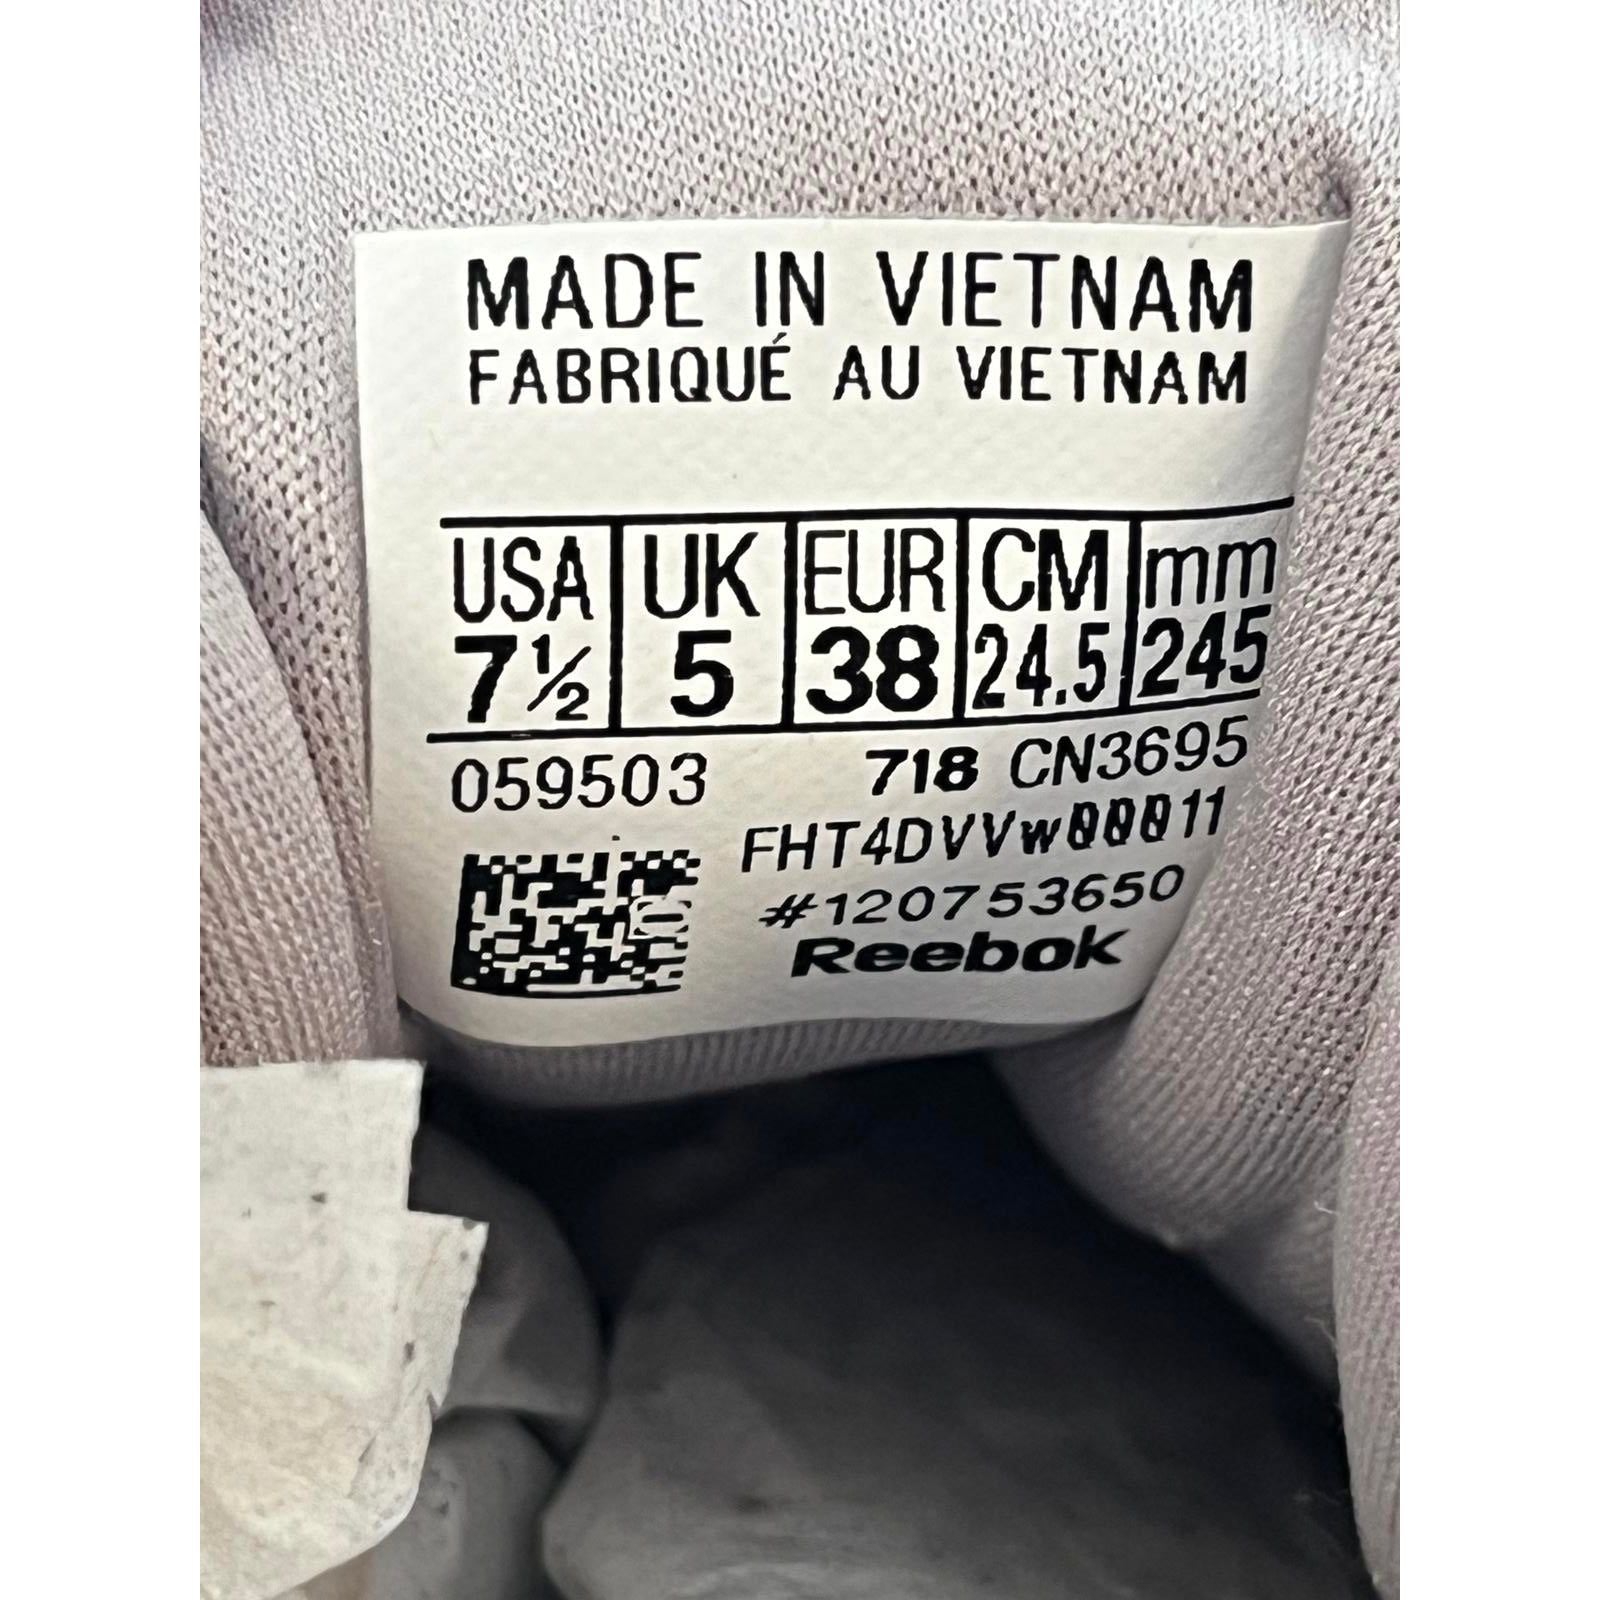 MADE IN VIETNAM
FABRIQUÉ AU VIETNAM
USA UK EUR CM mm
7½ 5 38 24.5 245
059503 718 CN3695
FHT4DVVw00011
#120753650
Reebok